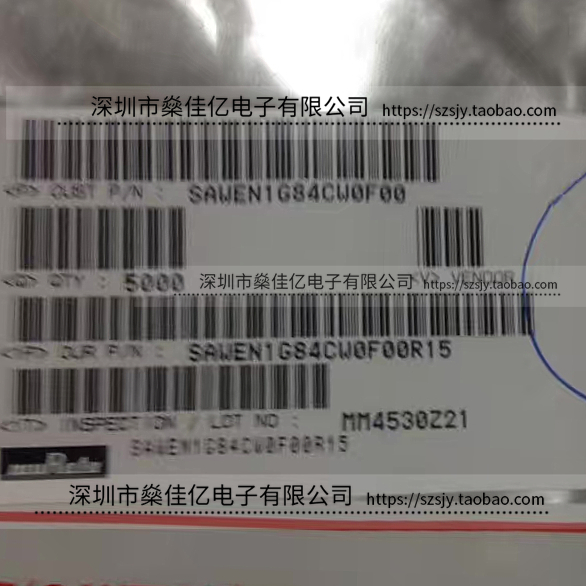 深圳市燊佳亿电子有限公司 https://szsjy.taobao.com
<P> CUST P/N : SAWEN1G84CW0F00
<Q> QTY : 5000
深圳市燊佳亿电子有限公司 https://szsjy.taobao.com
<V> VENDOR
<1P> OUR P/N : SAWEN1G84CW0F00R15
<1T> INSPECTION / LOT NO : MM4530Z21
SAWEN1G84CW0F00R15
muRata
深圳市燊佳亿电子有限公司 https://szsjy.taobao.com